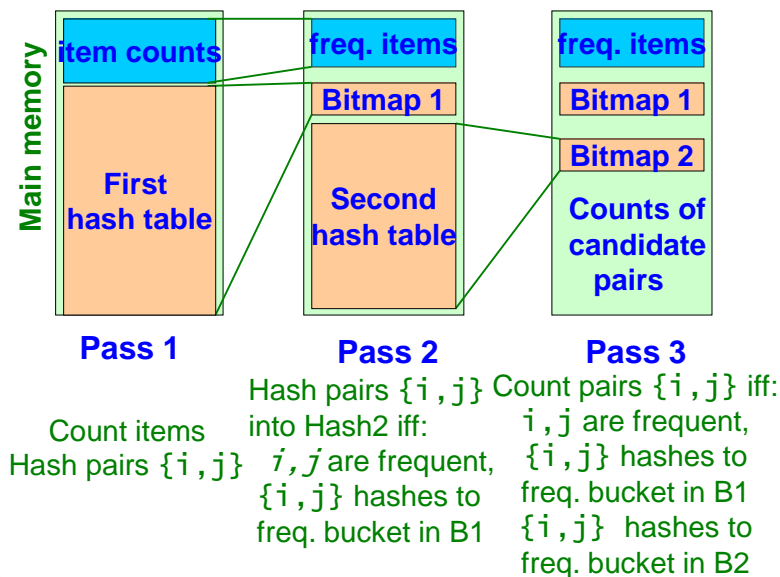 Main memory
item counts
First
hash table
Pass 1
Count items
Hash pairs {i,j}
freq. items
Bitmap 1
Second
hash table
Pass 2
Hash pairs {i,j}
into Hash2 iff:
i,j are frequent,
{i,j} hashes to
freq. bucket in B1
freq. items
Bitmap 1
Bitmap 2
Counts of
candidate
pairs
Pass 3
Count pairs {i,j} iff:
i,j are frequent,
{i,j} hashes to
freq. bucket in B1
{i,j} hashes to
freq. bucket in B2